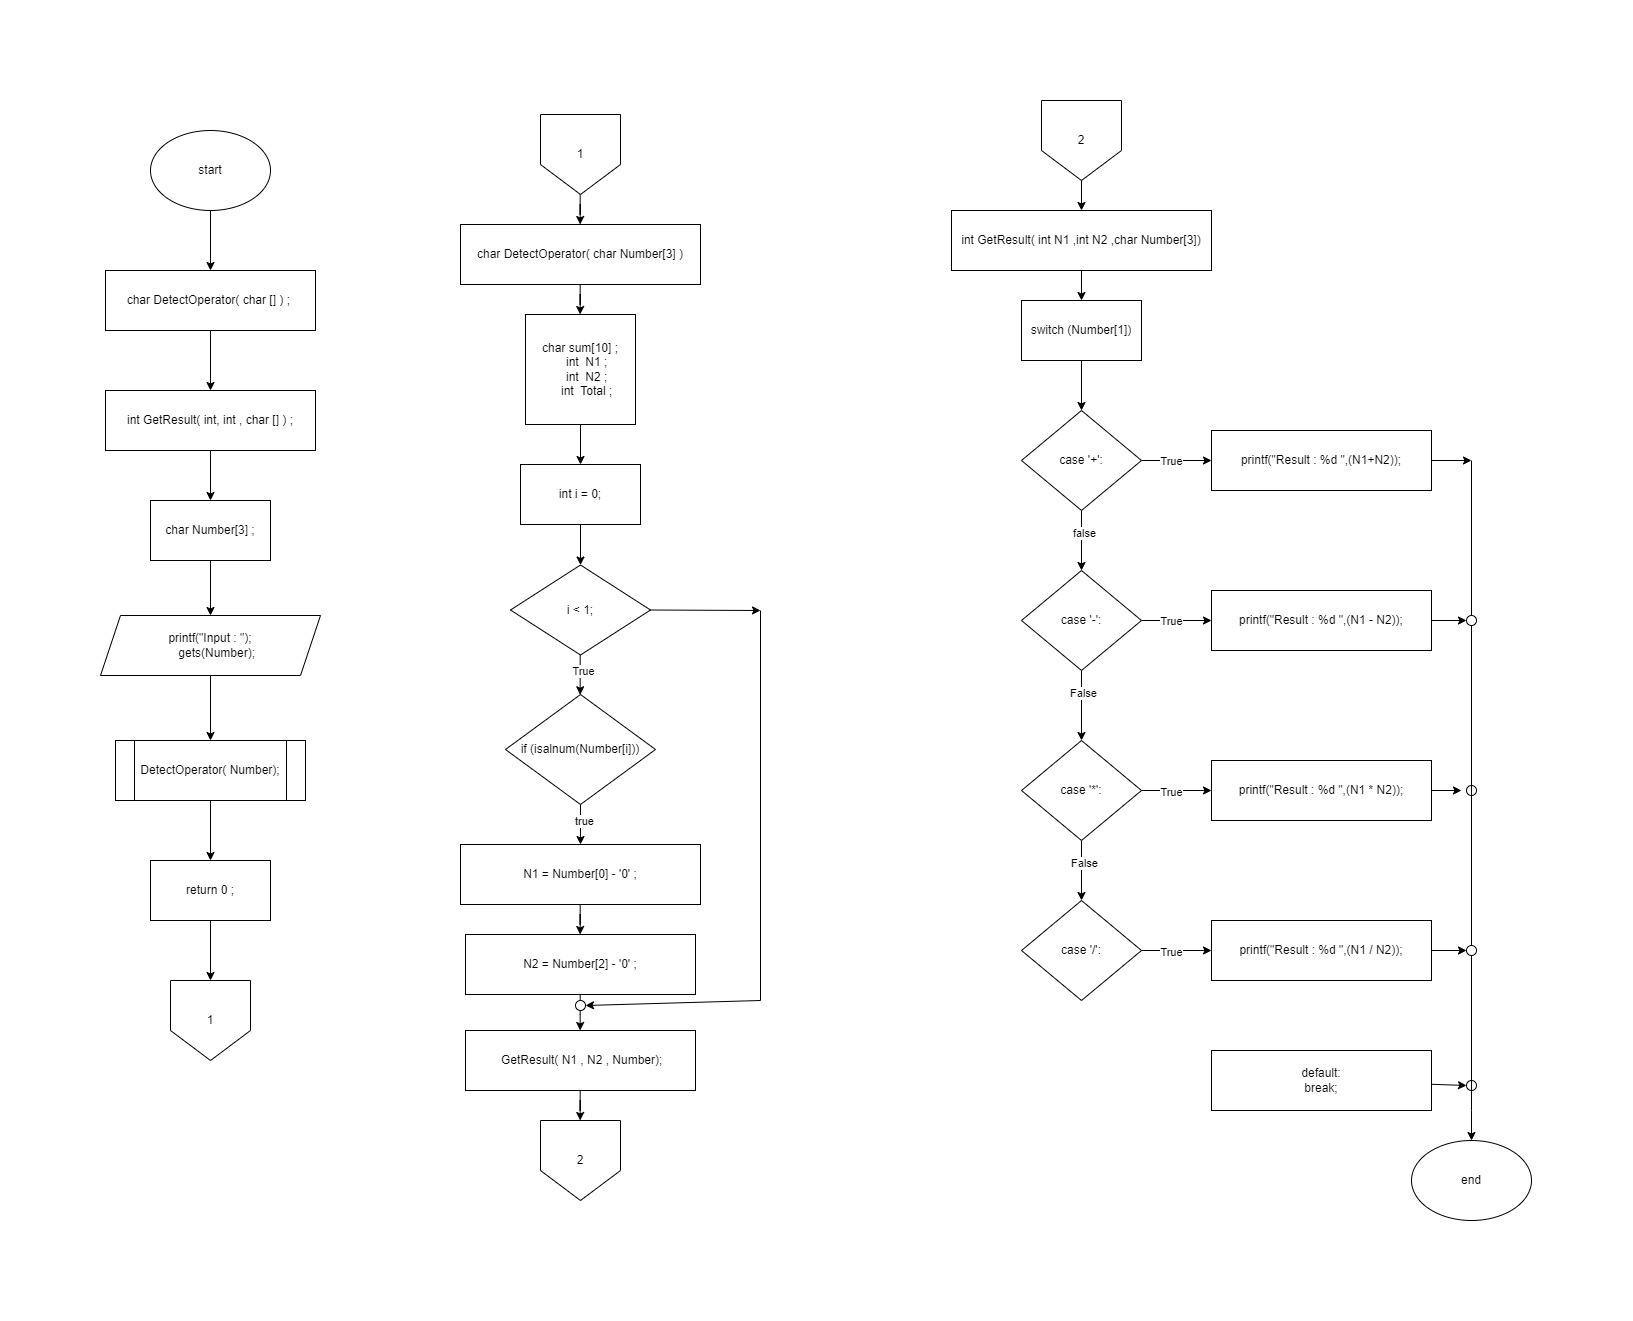 start
char DetectOperator( char [] ) ;
int GetResult( int, int , char [] ) ;
char Number[3] ;
printf("Input : ");
gets(Number);
DetectOperator( Number);
return 0 ;
1
1
char DetectOperator( char Number[3] )
char sum[10] ;
int  N1 ;
int  N2 ;
int  Total ;
int i = 0;
i < 1;
True
if (isalnum(Number[i]))
true
N1 = Number[0] - '0' ;
N2 = Number[2] - '0' ;
GetResult( N1 , N2 , Number);
2
2
int GetResult( int N1 ,int N2 ,char Number[3])
switch (Number[1])
case '+':
True
printf("Result : %d ",(N1+N2));
false
case '-':
True
printf("Result : %d ",(N1 - N2));
False
case '*':
True
printf("Result : %d ",(N1 * N2));
False
case '/':
True
printf("Result : %d ",(N1 / N2));
default:
break;
end